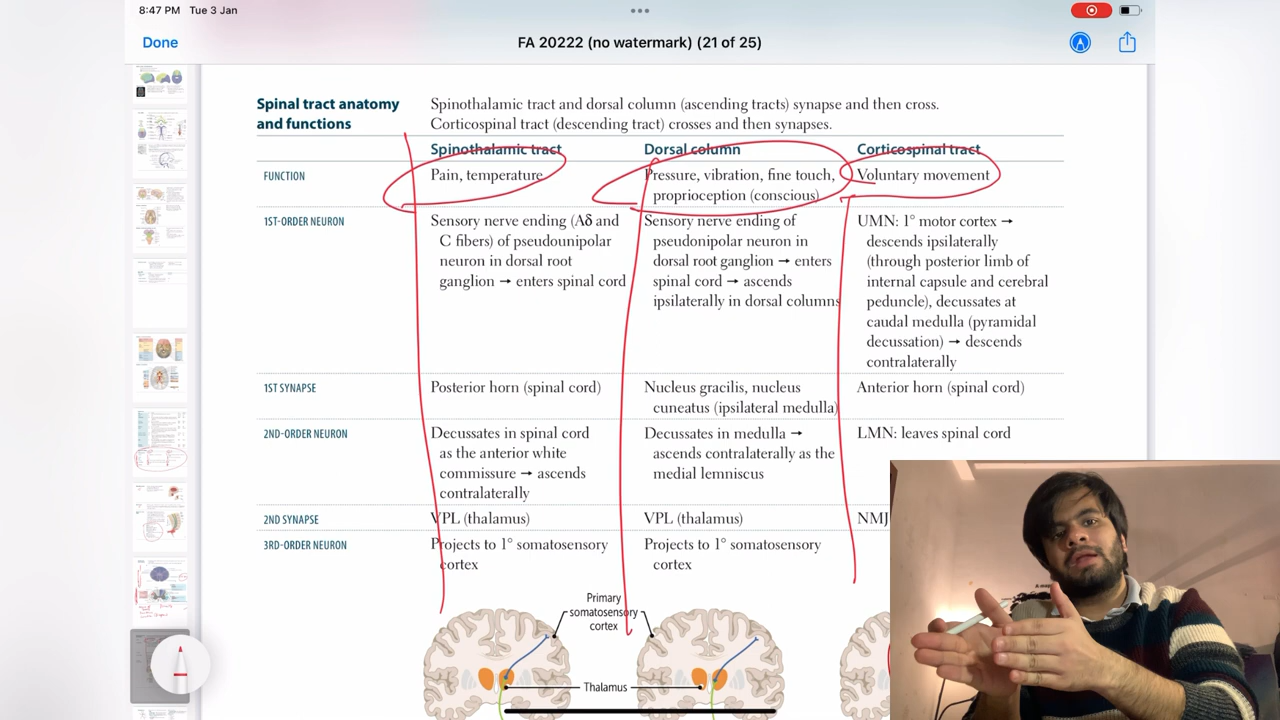 8:47 PM Tue 3 Jan
Done
FA 20222 (no watermark) (21 of 25)
Spinal tract anatomy
and functions
Spinothalamic tract and dorsal column (ascending tracts) synapse and then cross.
Corticospinal tract (descending tract) crosses and then synapses.
Spinothalamic tract
Dorsal column
Corticospinal tract
FUNCTION
Pain, temperature
Pressure, vibration, fine touch,
proprioception (conscious)
Voluntary movement
1ST-ORDER NEURON
Sensory nerve ending (Aδ and
C fibers) of pseudounipolar
neuron in dorsal root
ganglion → enters spinal cord
Sensory nerve ending of
pseudounipolar neuron in
dorsal root ganglion → enters
spinal cord → ascends
ipsilaterally in dorsal columns
UMN: 1° motor cortex →
descends ipsilaterally
(through posterior limb of
internal capsule and cerebral
peduncle), decussates at
caudal medulla (pyramidal
decussation) → descends
contralaterally
1ST SYNAPSE
Posterior horn (spinal cord)
Nucleus gracilis, nucleus
cuneatus (ipsilateral medulla)
Anterior horn (spinal cord)
2ND-ORDER NEURON
Decussates in spinal
cord as the anterior white
commissure → ascends
contralaterally
Decussates in medulla →
ascends contralaterally as the
medial lemniscus
LMN: leaves spinal cord
2ND SYNAPSE
VPL (thalamus)
VPL (thalamus)
NMJ
3RD-ORDER NEURON
Projects to 1° somatosensory
cortex
Projects to 1° somatosensory
cortex
Primary
somatosensory
cortex
Thalamus